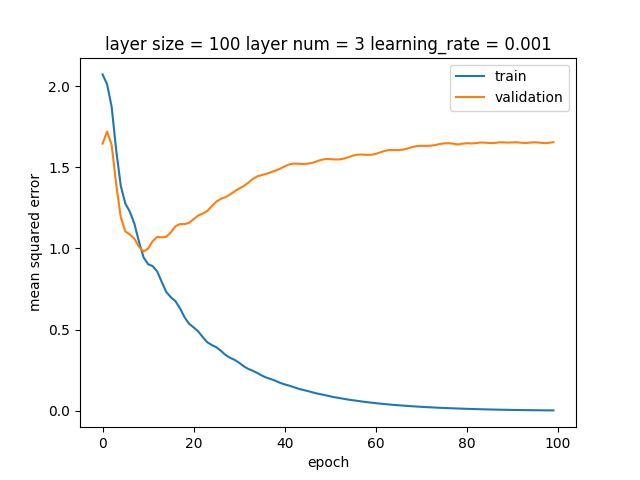 layer size = 100 layer num = 3 learning_rate = 0.001
train
validation
2.0
1.5
1.0
0.5
0.0
mean squared error
0 20 40 60 80 100
epoch